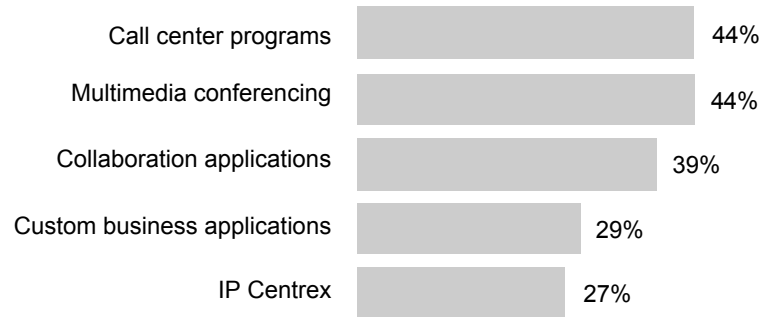 Call center programs 44%
Multimedia conferencing 44%
Collaboration applications 39%
Custom business applications 29%
IP Centrex 27%